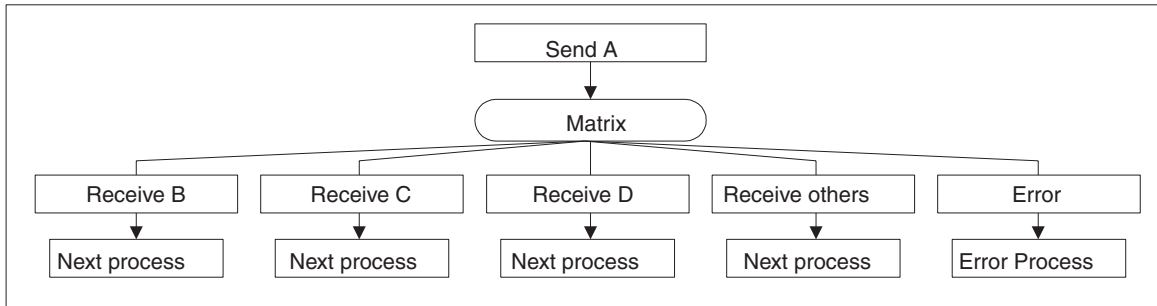 Send A
Matrix
Receive B
Receive C
Receive D
Receive others
Error
Next process
Next process
Next process
Next process
Error Process